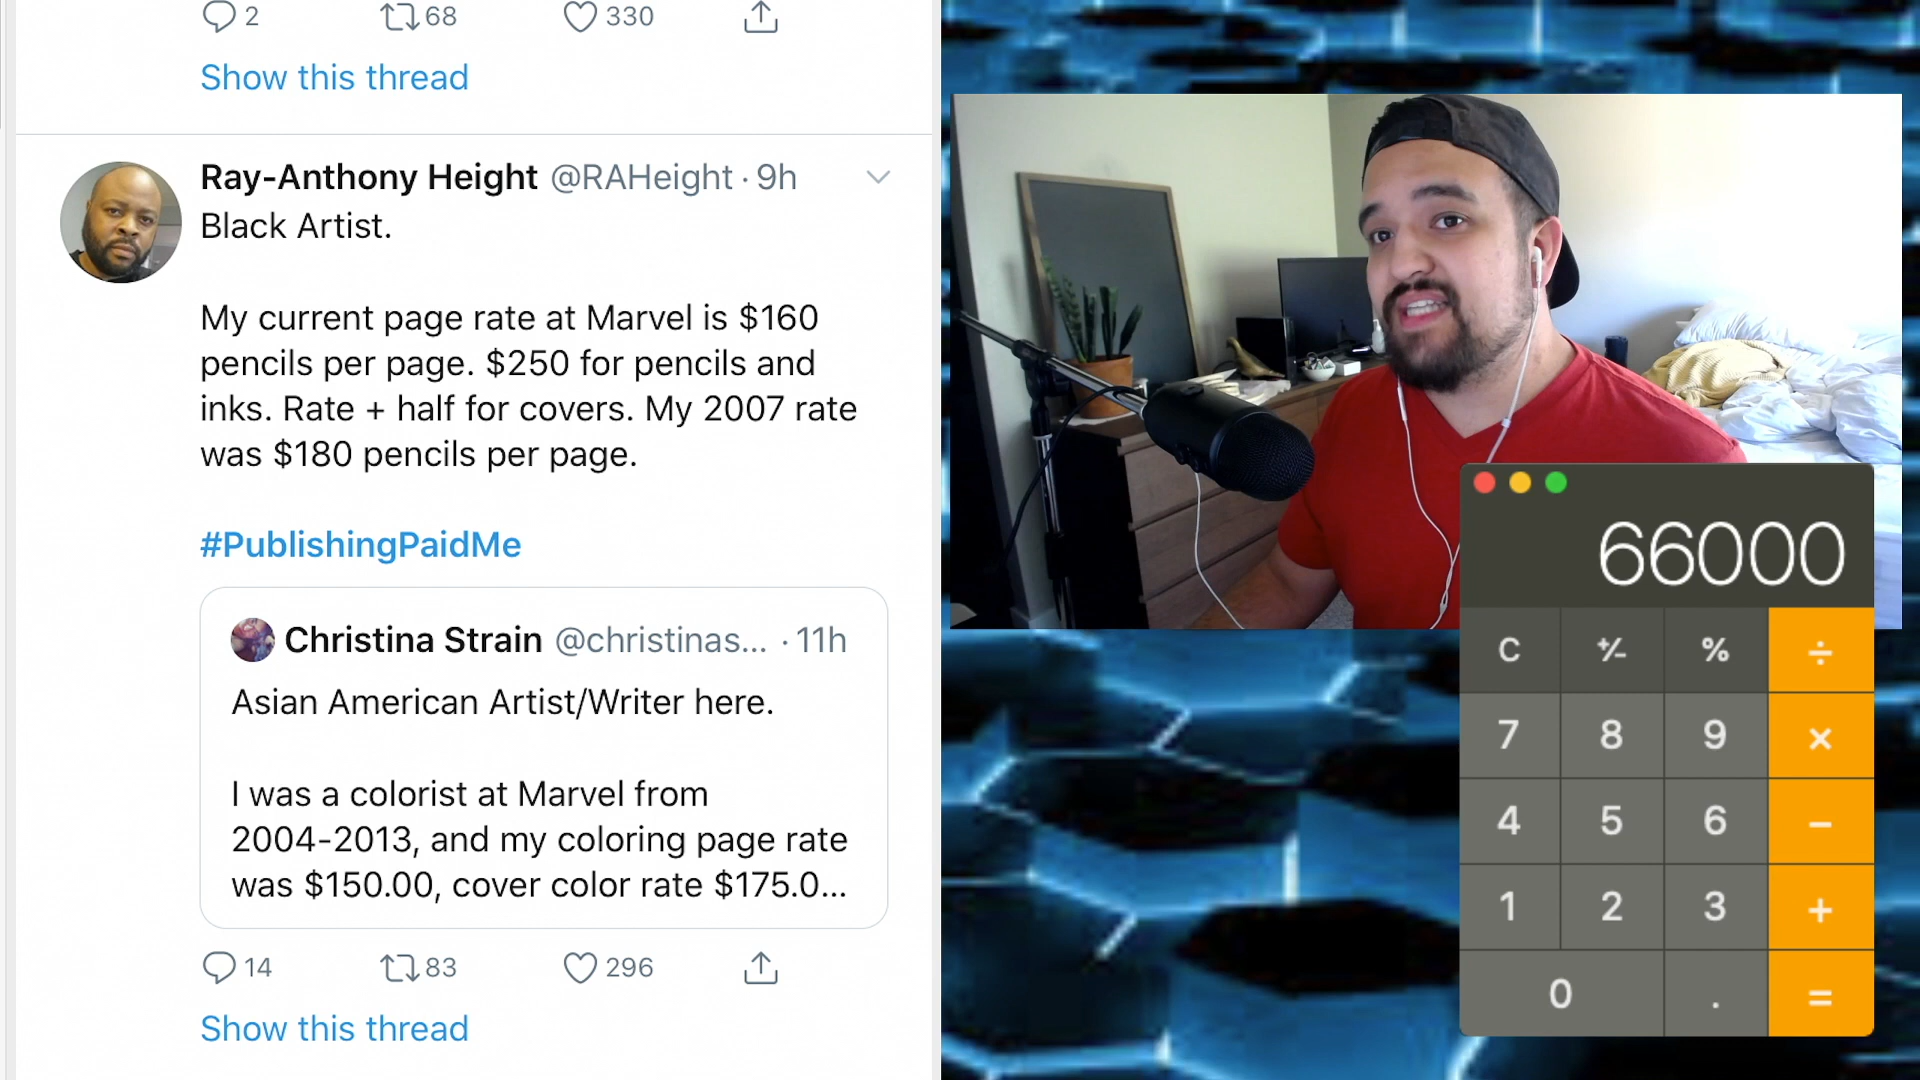 2 68 330
Show this thread
Ray-Anthony Height @RAHeight · 9h
Black Artist.
My current page rate at Marvel is $160
pencils per page. $250 for pencils and
inks. Rate + half for covers. My 2007 rate
was $180 pencils per page.
#PublishingPaidMe
Christina Strain @christinas... · 11h
Asian American Artist/Writer here.
I was a colorist at Marvel from
2004-2013, and my coloring page rate
was $150.00, cover color rate $175.0...
14 83 296
Show this thread
66000
C +/- % ÷
7 8 9 ×
4 5 6 −
1 2 3 +
0 . =